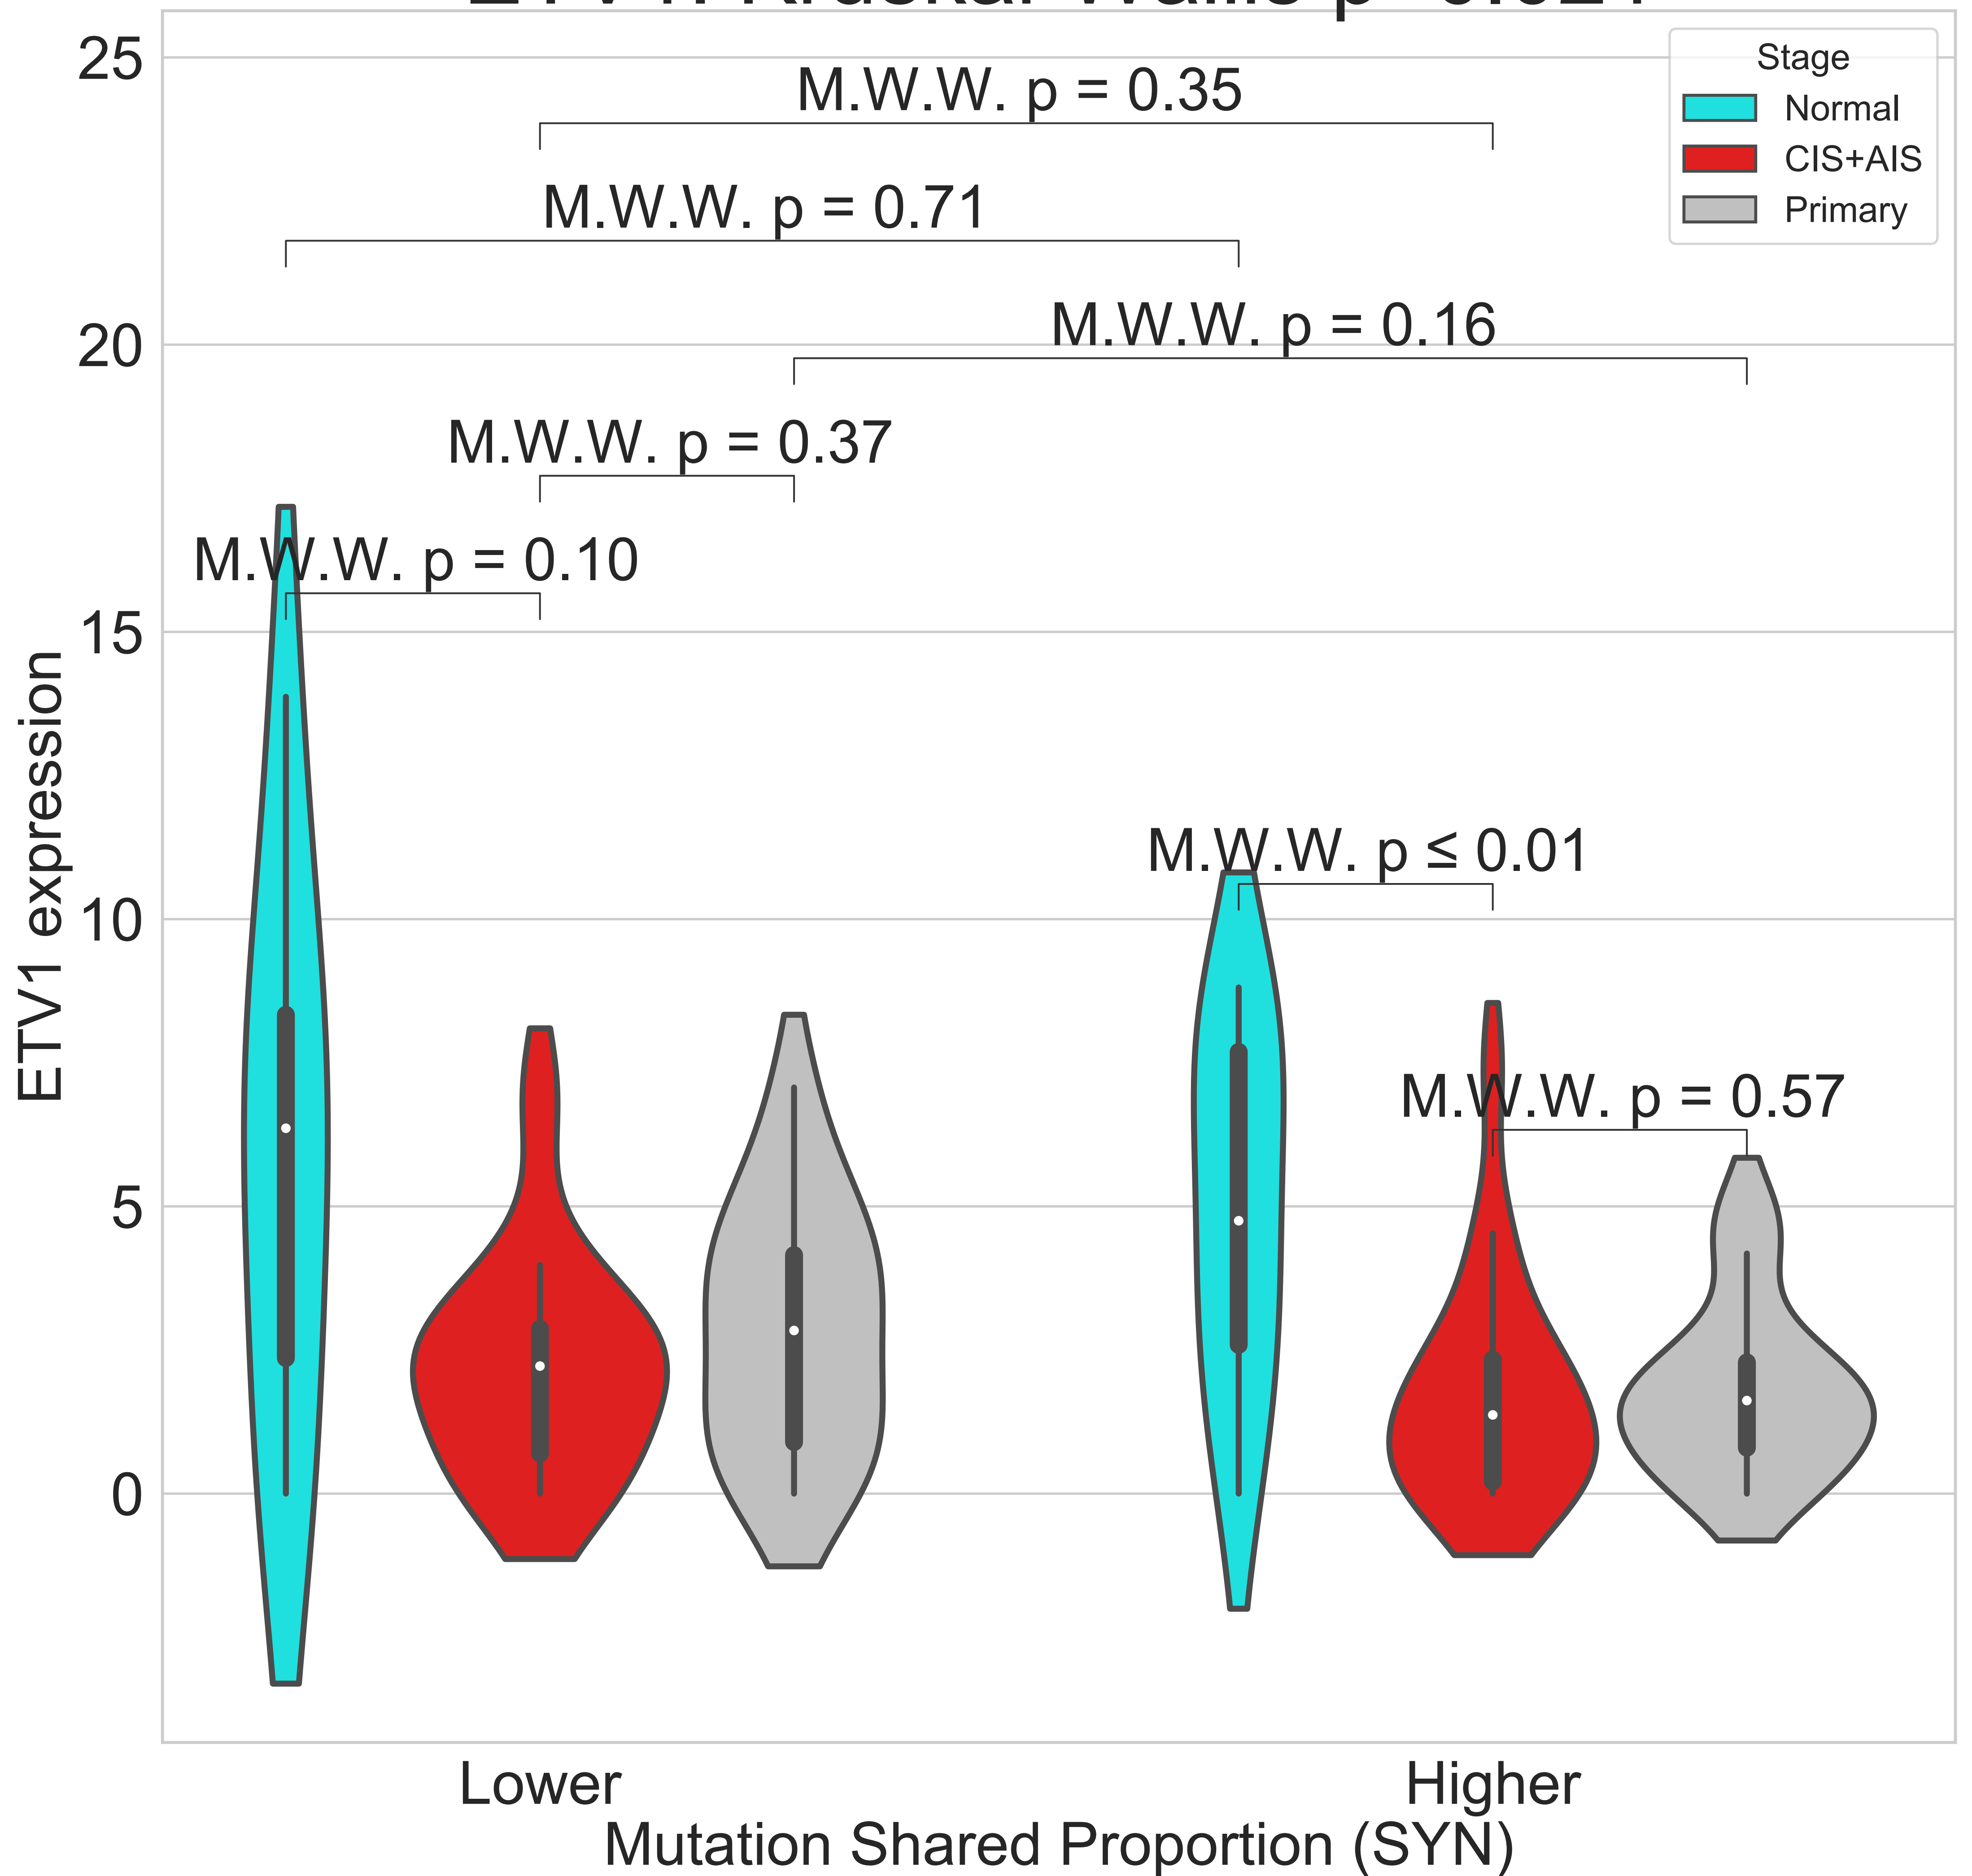 25
Stage
Normal
CIS+AIS
Primary
M.W.W. p = 0.35
M.W.W. p = 0.71
20
M.W.W. p = 0.16
M.W.W. p = 0.37
M.W.W. p = 0.10
15
M.W.W. p ≤ 0.01
10
M.W.W. p = 0.57
5
0
ETV1 expression
Lower
Higher
Mutation Shared Proportion (SYN)